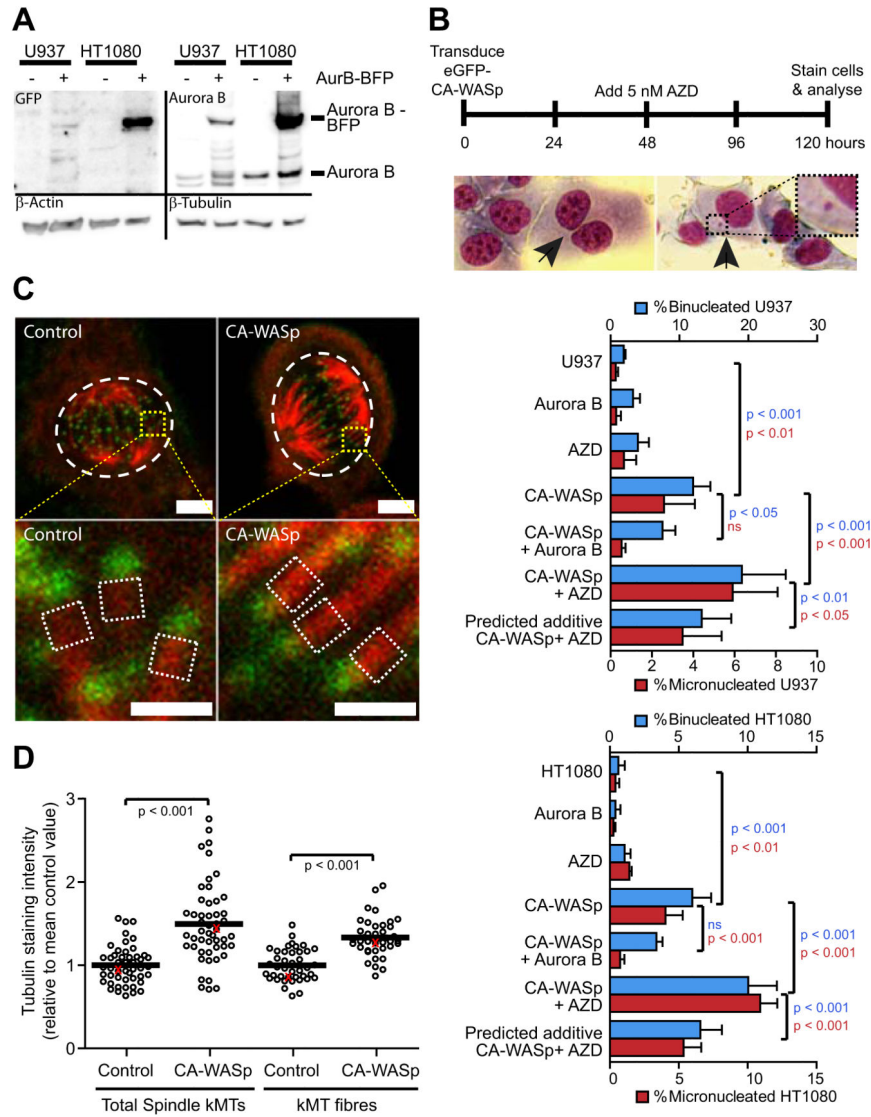 A
U937 HT1080 U937 HT1080
- + - + - + - + AurB-BFP
GFP Aurora B
Aurora B -
BFP
Aurora B
β-Actin β-Tubulin
B
Transduce
eGFP-
CA-WASp
Add 5 nM AZD
Stain cells
& analyse
0 24 48 96 120 hours
C
Control CA-WASp
Control CA-WASp
%Binucleated U937
0 10 20 30
U937
Aurora B
AZD
CA-WASp
CA-WASp
+ Aurora B
CA-WASp
+ AZD
Predicted additive
CA-WASp+ AZD
p < 0.001
p < 0.01
p < 0.05
ns
p < 0.001
p < 0.001
p < 0.01
p < 0.05
0 2 4 6 8 10
%Micronucleated U937
%Binucleated HT1080
0 5 10 15
HT1080
Aurora B
AZD
CA-WASp
CA-WASp
+ Aurora B
CA-WASp
+ AZD
Predicted additive
CA-WASp+ AZD
p < 0.001
p < 0.01
ns
p < 0.001
p < 0.001
p < 0.001
p < 0.001
p < 0.001
0 5 10 15
%Micronucleated HT1080
D
Tubulin staining intensity
(relative to mean control value)
3
2
1
0
p < 0.001
p < 0.001
Control CA-WASp Control CA-WASp
Total Spindle kMTs kMT fibres